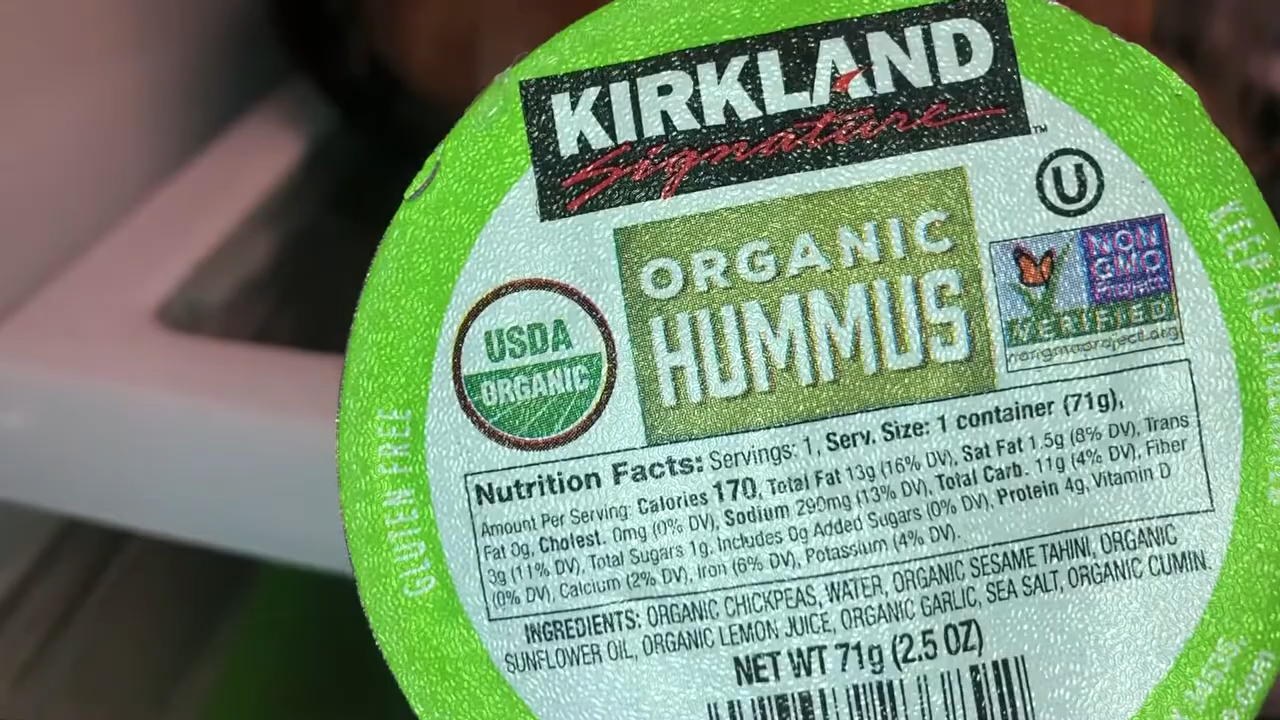 KIRKLAND
Signature™
U
ORGANIC
HUMMUS
USDA
ORGANIC
NON
GMO
Project
VERIFIED
nongmoproject.org
GLUTEN FREE
KEEP
Nutrition Facts: Servings: 1, Serv. Size: 1 container (71g),
Amount Per Serving: Calories 170, Total Fat 13g (16% DV), Sat Fat 1.5g (8% DV), Trans
Fat 0g, Cholest. 0mg (0% DV), Sodium 290mg (13% DV), Total Carb. 11g (4% DV), Fiber
3g (11% DV), Total Sugars 1g, Includes 0g Added Sugars (0% DV), Protein 4g, Vitamin D
(0% DV), Calcium (2% DV), Iron (6% DV), Potassium (4% DV).
INGREDIENTS: ORGANIC CHICKPEAS, WATER, ORGANIC SESAME TAHINI, ORGANIC
SUNFLOWER OIL, ORGANIC LEMON JUICE, ORGANIC GARLIC, SEA SALT, ORGANIC CUMIN.
NET WT 71g (2.5 OZ)
.com